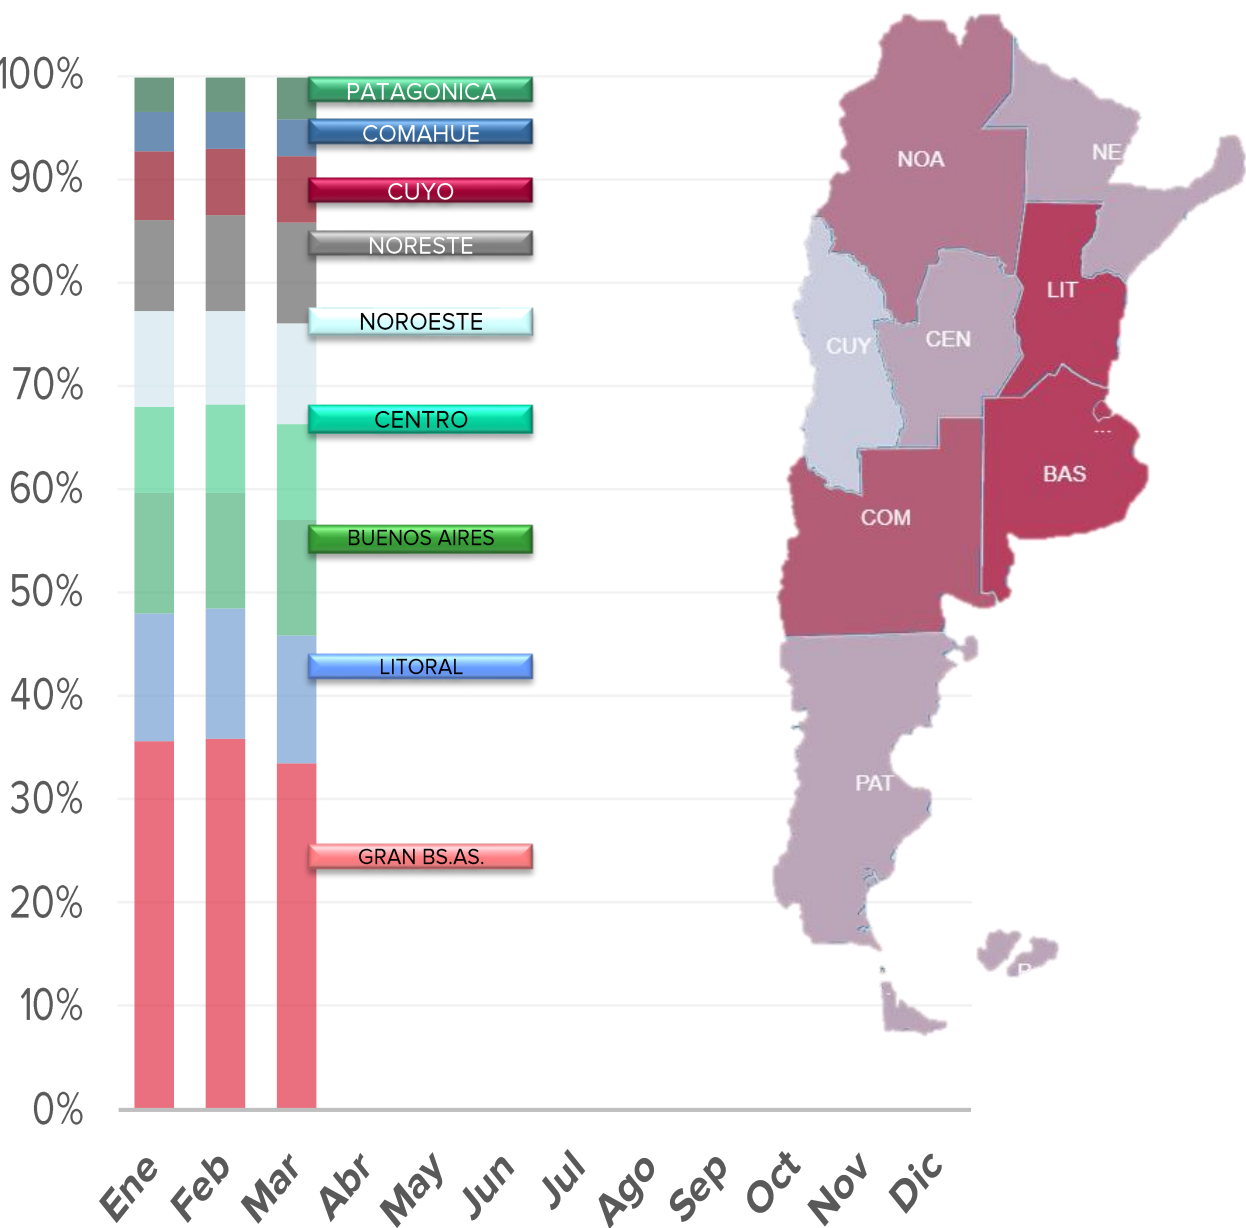 100%
90%
80%
70%
60%
50%
40%
30%
20%
10%
0%
PATAGONICA
COMAHUE
CUYO
NORESTE
NOROESTE
CENTRO
BUENOS AIRES
LITORAL
GRAN BS.AS.
Ene
Feb
Mar
Abr
May
Jun
Jul
Ago
Sep
Oct
Nov
Dic
NOA
NE
LIT
CUY
CEN
---
BAS
COM
PAT